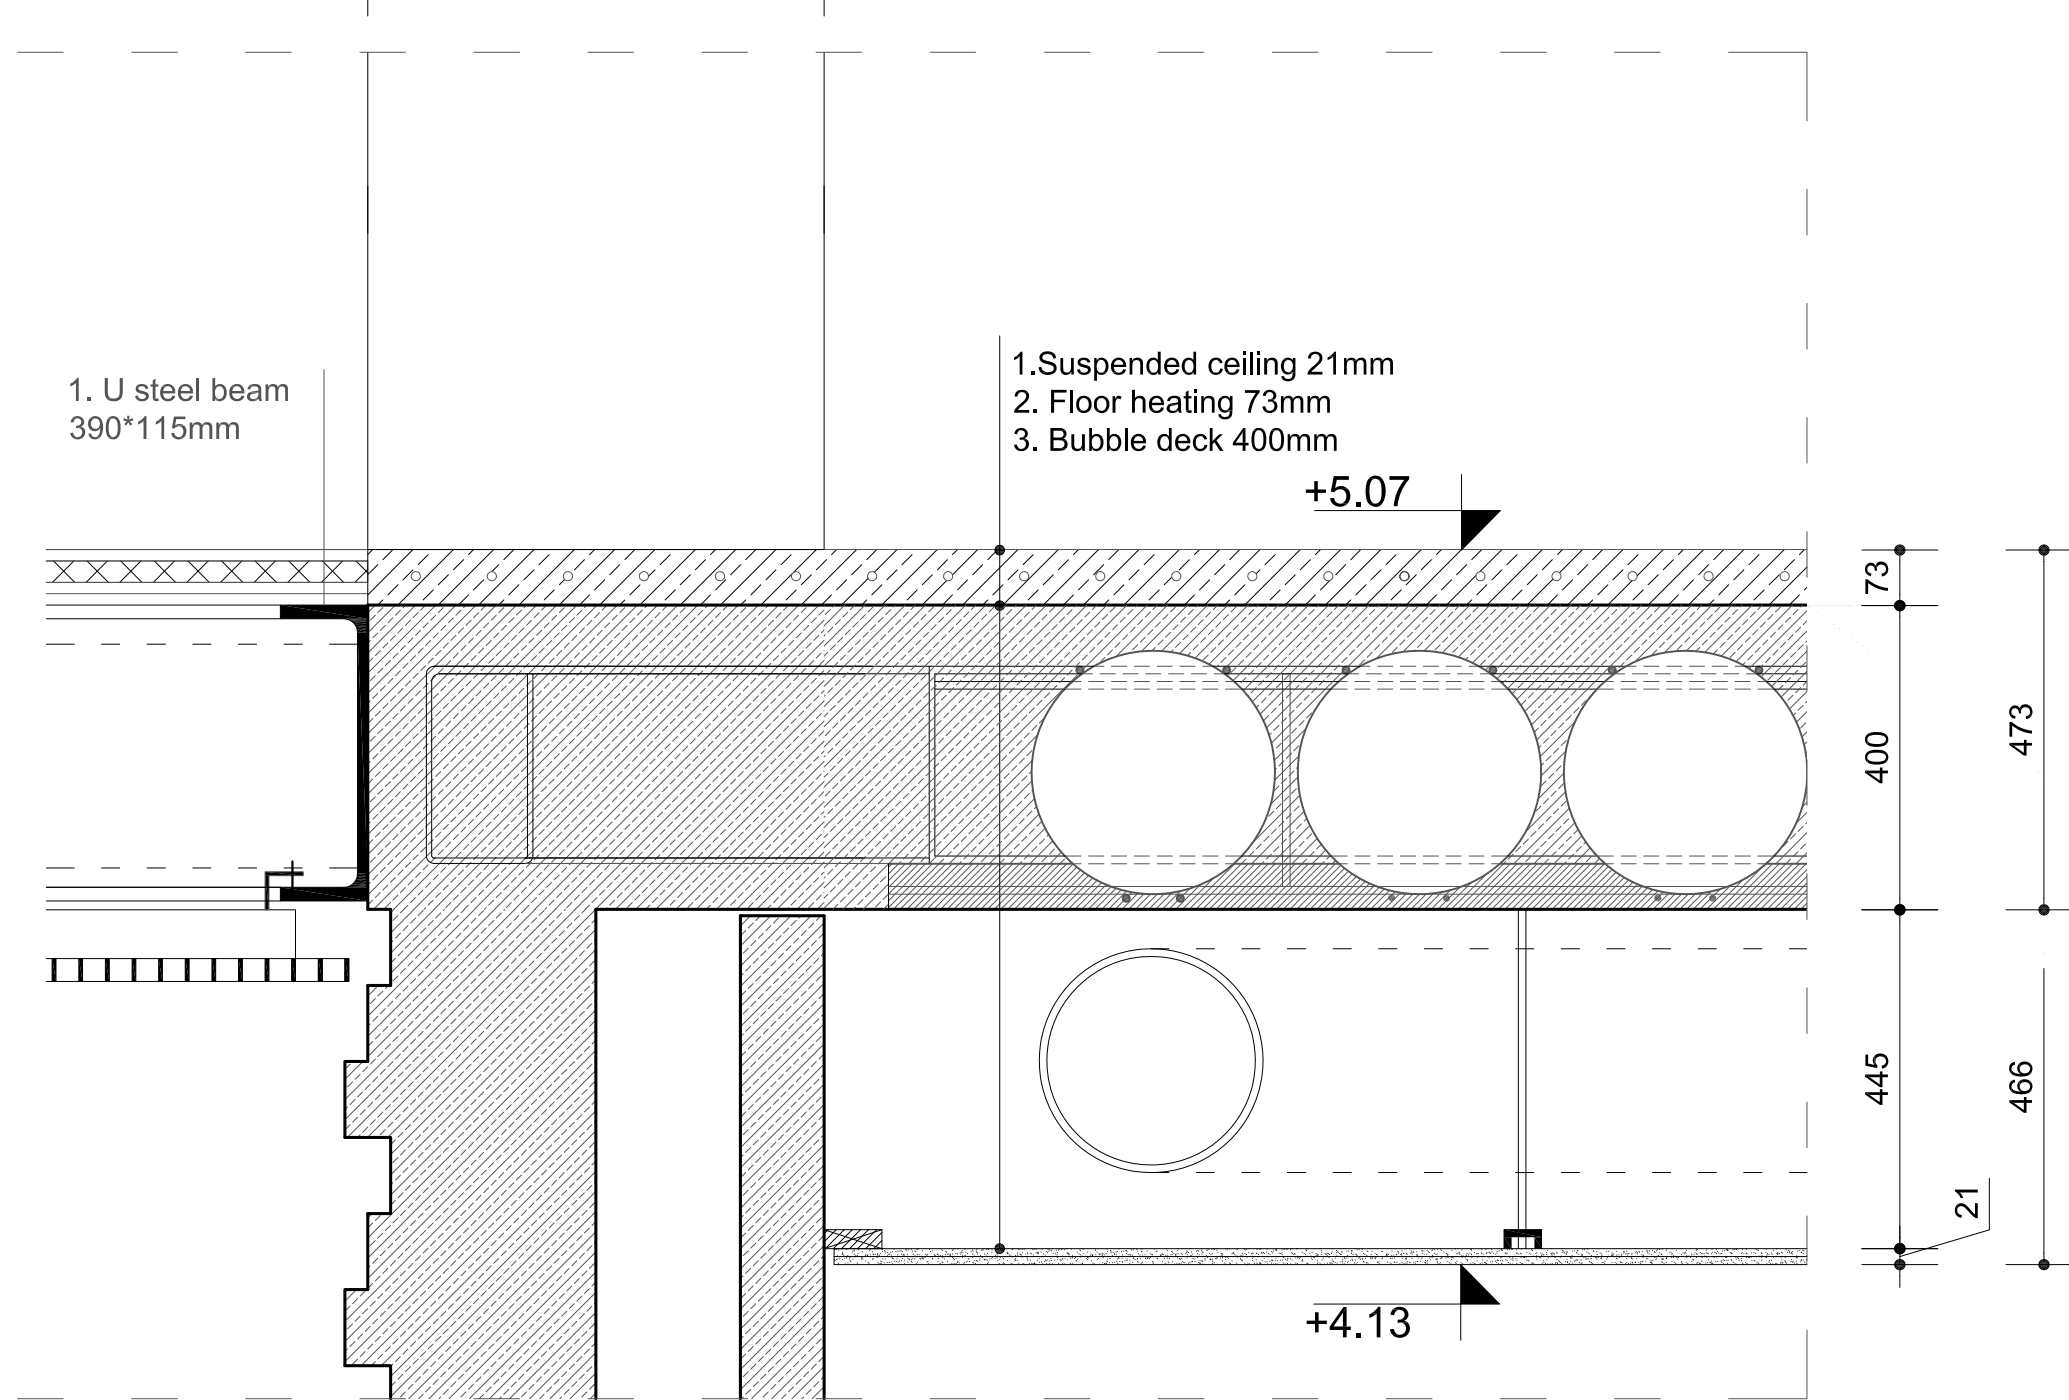 1. U steel beam
390*115mm
1.Suspended ceiling 21mm
2. Floor heating 73mm
3. Bubble deck 400mm
+5.07
73
400
473
445
466
21
+4.13